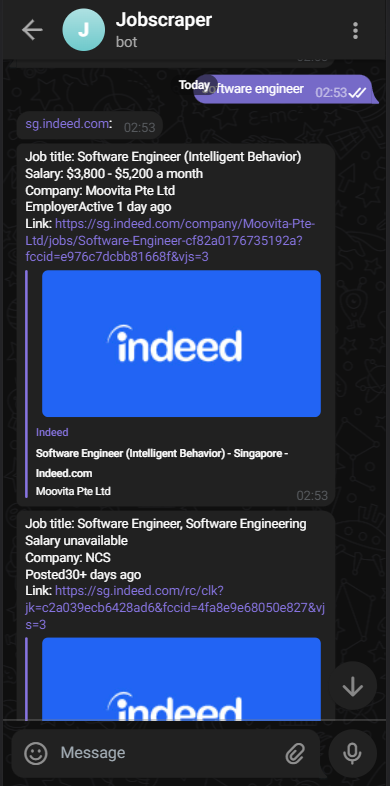 Jobscraper
J
bot
Today
ftware engineer 02:53
sg.indeed.com: 02:53
Job title: Software Engineer (Intelligent Behavior)
Salary: $3,800 - $5,200 a month
Company: Moovita Pte Ltd
EmployerActive 1 day ago
Link: https://sg.indeed.com/company/Moovita-Pte-
Ltd/jobs/Software-Engineer-cf82a0176735192a?
fccid=e976c7dcbb81668f&vjs=3
indeed
Indeed
Software Engineer (Intelligent Behavior) - Singapore -
Indeed.com
Moovita Pte Ltd
02:53
Job title: Software Engineer, Software Engineering
Salary unavailable
Company: NCS
Posted30+ days ago
Link: https://sg.indeed.com/rc/clk?
jk=c2a039ecb6428ad6&fccid=4fa8e9e68050e827&vj
s=3
indeed
Message